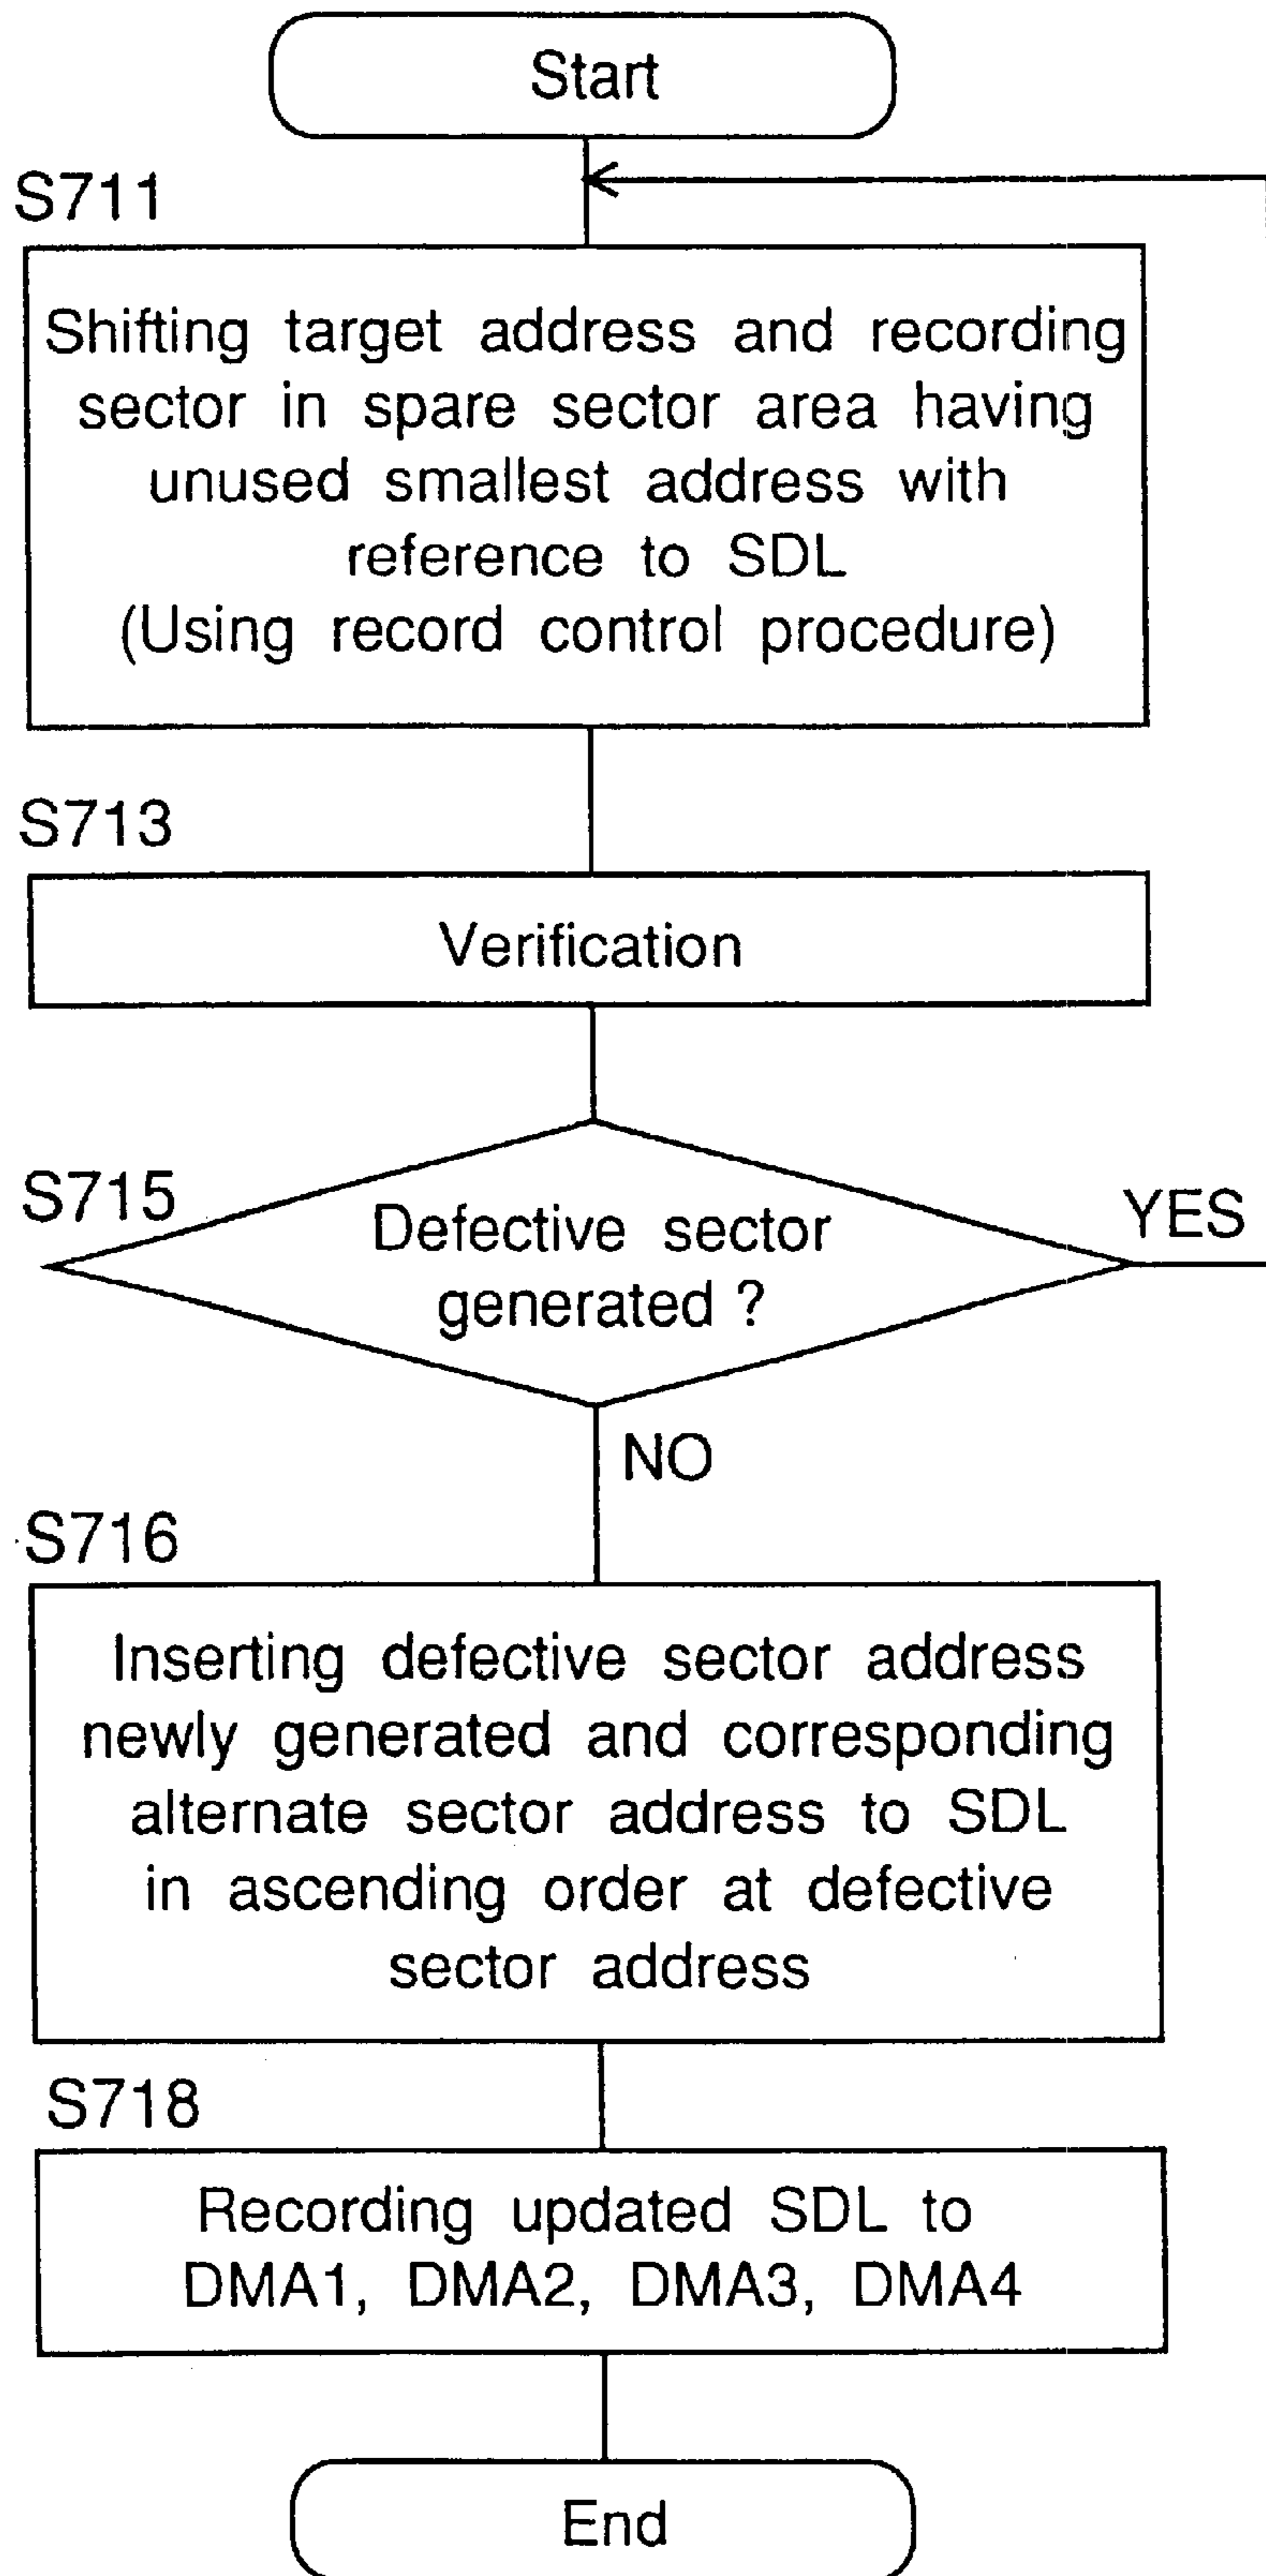 Start
S711
Shifting target address and recording
sector in spare sector area having
unused smallest address with
reference to SDL
(Using record control procedure)
S713
Verification
S715
Defective sector
generated ?
YES
NO
S716
Inserting defective sector address
newly generated and corresponding
alternate sector address to SDL
in ascending order at defective
sector address
S718
Recording updated SDL to
DMA1, DMA2, DMA3, DMA4
End